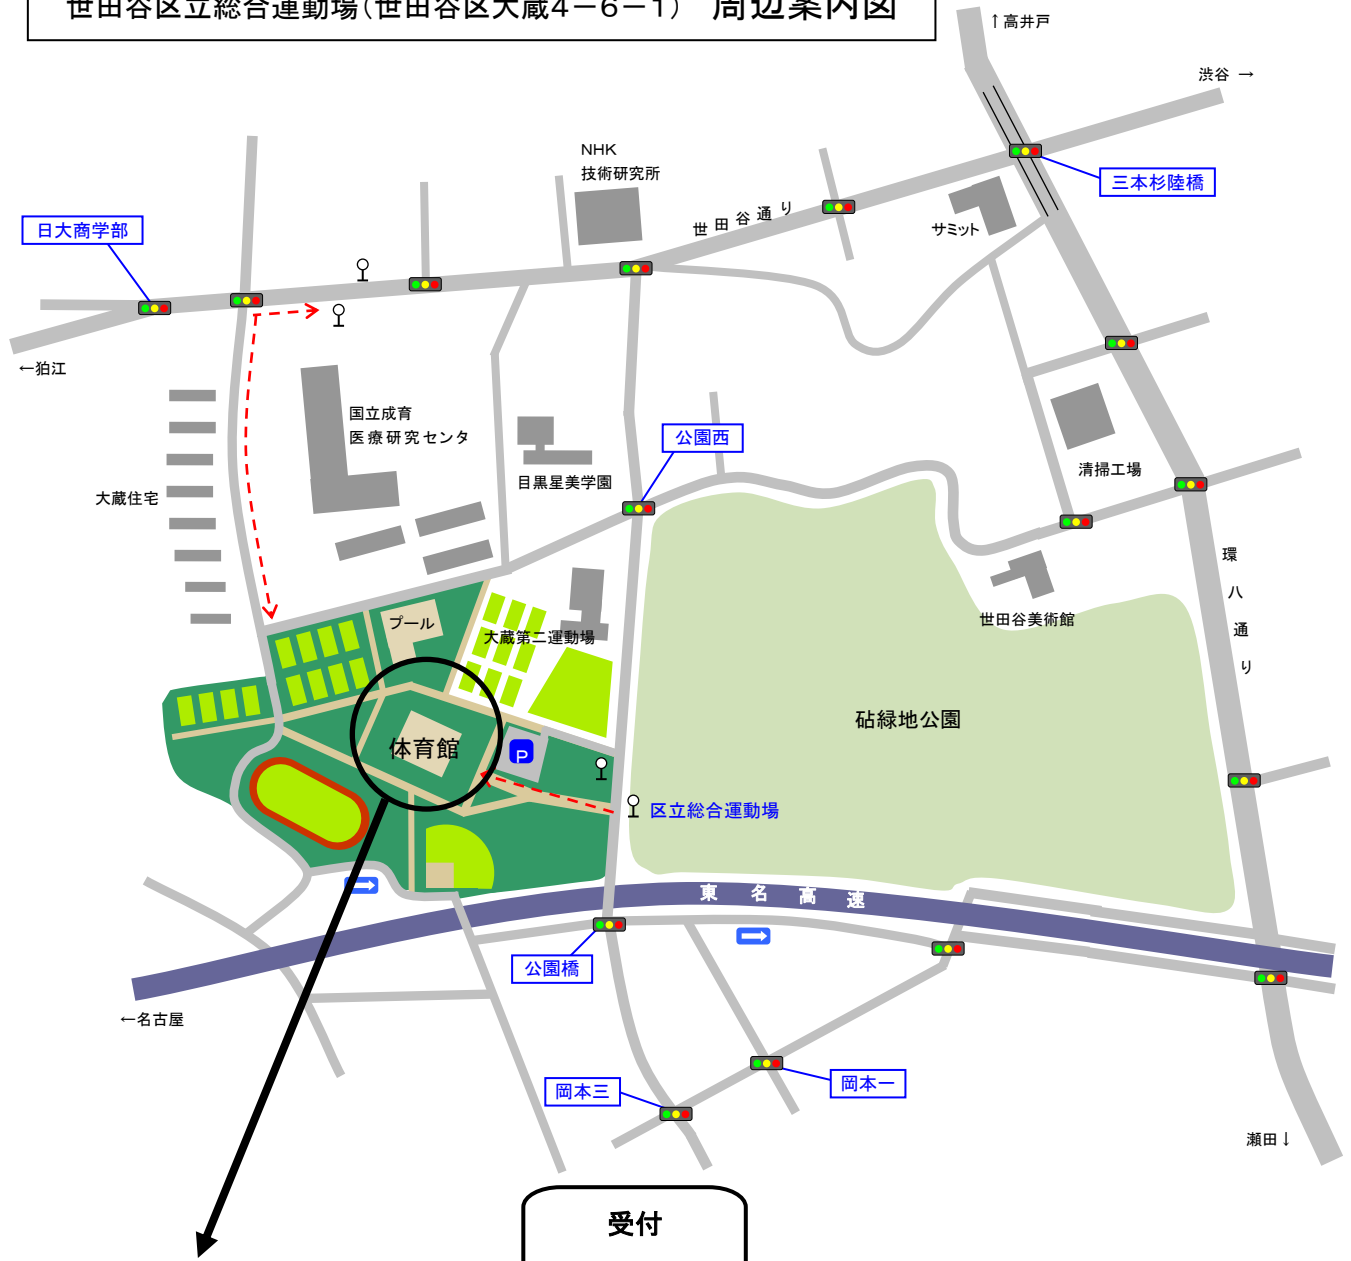 世田谷区立総合運動場(世田谷区大蔵4-6-1) 周辺案内図
↑高井戸
渋谷 →
NHK
技術研究所
三本杉陸橋
世田谷通り
サミット
日大商学部
←狛江
国立成育
医療研究センタ
公園西
目黒星美学園
清掃工場
大蔵住宅
環八通り
世田谷美術館
プール
大蔵第二運動場
砧緑地公園
体育館
P
区立総合運動場
東名高速
公園橋
←名古屋
岡本一
岡本三
瀬田↓
受付